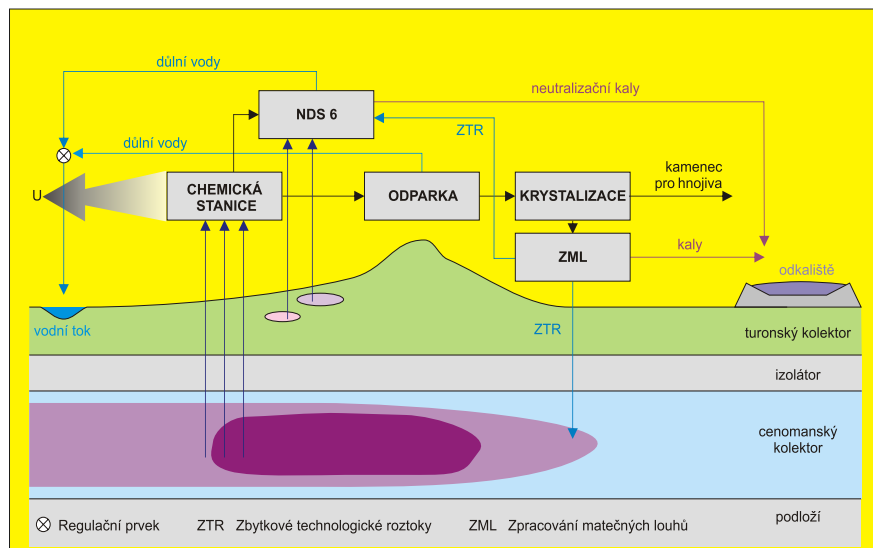 důlní vody
neutralizační kaly
NDS 6
ZTR
důlní vody
kamenec
pro hnojiva
U
CHEMICKÁ
STANICE
ODPARKA
KRYSTALIZACE
ZML
kaly
odkaliště
vodní tok
ZTR
turonský kolektor
izolátor
cenomanský
kolektor
podloží
Regulační prvek
ZTR Zbytkové technologické roztoky
ZML Zpracování matečných louhů